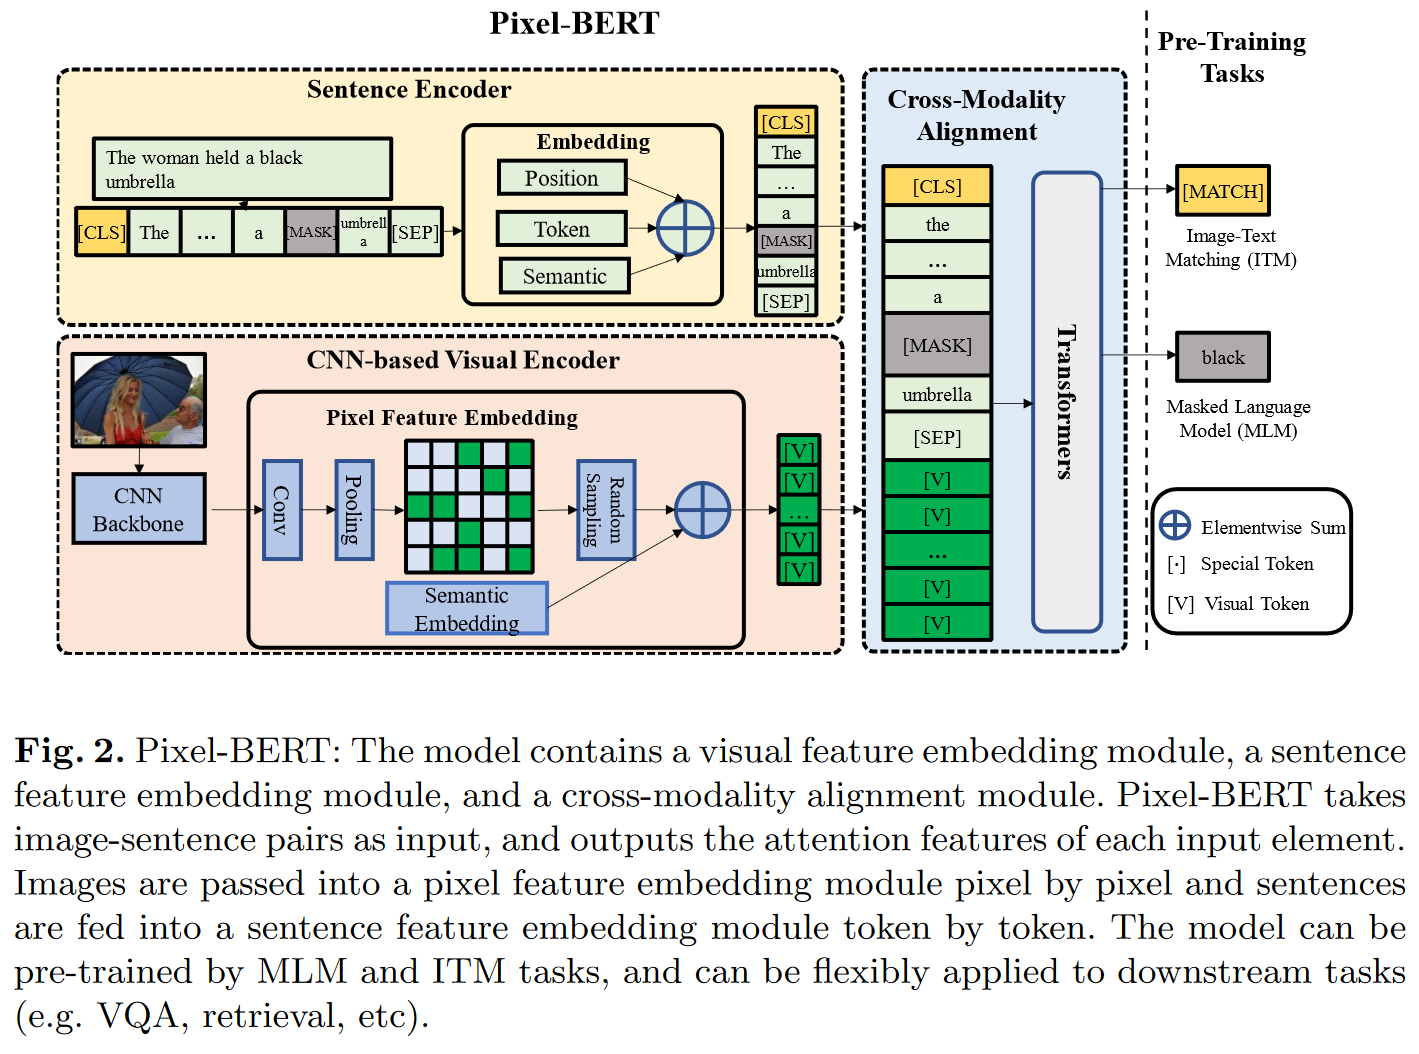 Pixel-BERT
Sentence Encoder
The woman held a black
umbrella
[CLS] The ... a [MASK] umbrell
a [SEP]
Embedding
Position
Token
Semantic
[CLS]
The
...
a
[MASK]
umbrella
[SEP]
CNN-based Visual Encoder
CNN
Backbone
Pixel Feature Embedding
Conv
Pooling
Random
Sampling
Semantic
Embedding
[V]
[V]
...
[V]
[V]
Cross-Modality
Alignment
[CLS]
the
...
a
[MASK]
umbrella
[SEP]
[V]
[V]
...
[V]
[V]
Transformers
Pre-Training
Tasks
[MATCH]
Image-Text
Matching (ITM)
black
Masked Language
Model (MLM)
Elementwise Sum
[·] Special Token
[V] Visual Token
Fig. 2. Pixel-BERT: The model contains a visual feature embedding module, a sentence
feature embedding module, and a cross-modality alignment module. Pixel-BERT takes
image-sentence pairs as input, and outputs the attention features of each input element.
Images are passed into a pixel feature embedding module pixel by pixel and sentences
are fed into a sentence feature embedding module token by token. The model can be
pre-trained by MLM and ITM tasks, and can be flexibly applied to downstream tasks
(e.g. VQA, retrieval, etc).